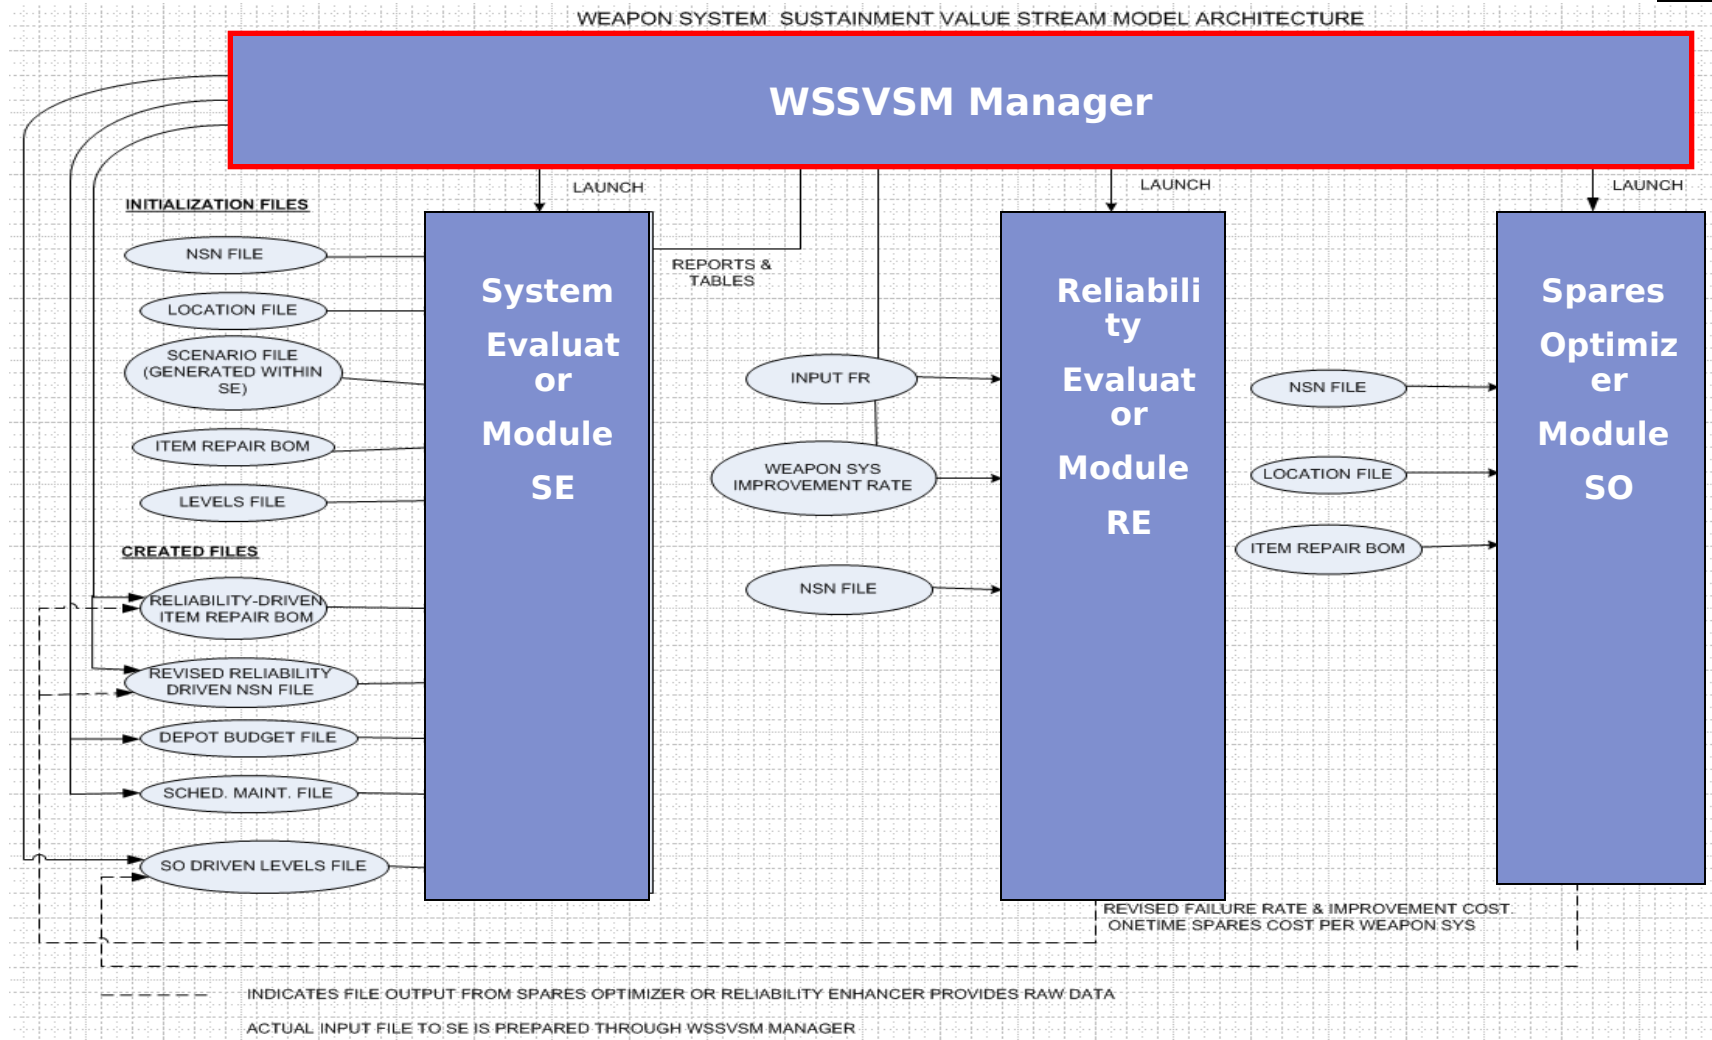 WEAPON SYSTEM SUSTAINMENT VALUE STREAM MODEL ARCHITECTURE
WSSVSM Manager
LAUNCH
LAUNCH
LAUNCH
INITIALIZATION FILES
NSN FILE
LOCATION FILE
SCENARIO FILE
(GENERATED WITHIN
SE)
ITEM REPAIR BOM
LEVELS FILE
CREATED FILES
RELIABILITY-DRIVEN
ITEM REPAIR BOM
REVISED RELIABILITY
DRIVEN NSN FILE
DEPOT BUDGET FILE
SCHED. MAINT. FILE
SO DRIVEN LEVELS FILE
System
Evaluat
or
Module
SE
REPORTS &
TABLES
INPUT FR
WEAPON SYS
IMPROVEMENT RATE
NSN FILE
Reliabili
ty
Evaluat
or
Module
RE
NSN FILE
LOCATION FILE
ITEM REPAIR BOM
Spares
Optimiz
er
Module
SO
REVISED FAILURE RATE & IMPROVEMENT COST.
ONETIME SPARES COST PER WEAPON SYS
INDICATES FILE OUTPUT FROM SPARES OPTIMIZER OR RELIABILITY ENHANCER PROVIDES RAW DATA
ACTUAL INPUT FILE TO SE IS PREPARED THROUGH WSSVSM MANAGER